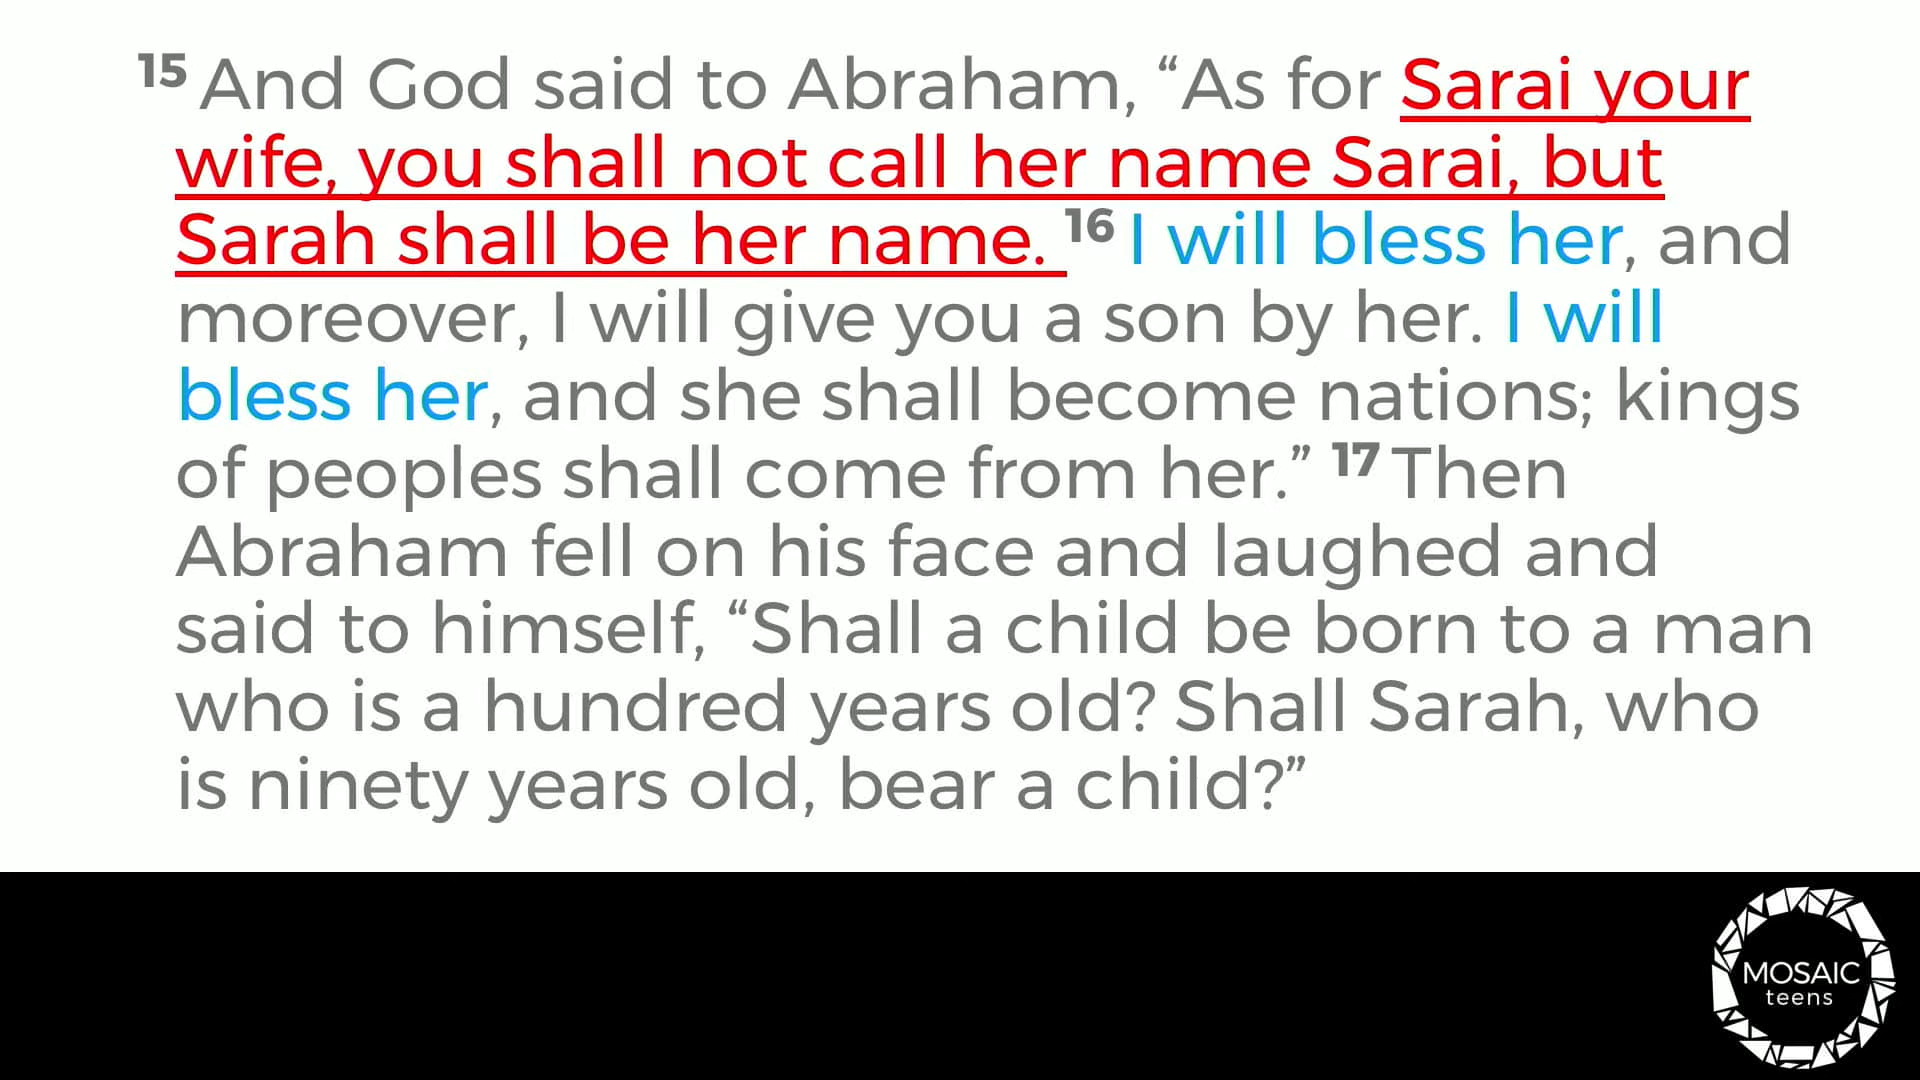 15 And God said to Abraham, “As for Sarai your
wife, you shall not call her name Sarai, but
Sarah shall be her name. 16 I will bless her, and
moreover, I will give you a son by her. I will
bless her, and she shall become nations; kings
of peoples shall come from her.” 17 Then
Abraham fell on his face and laughed and
said to himself, “Shall a child be born to a man
who is a hundred years old? Shall Sarah, who
is ninety years old, bear a child?”
MOSAIC
teens